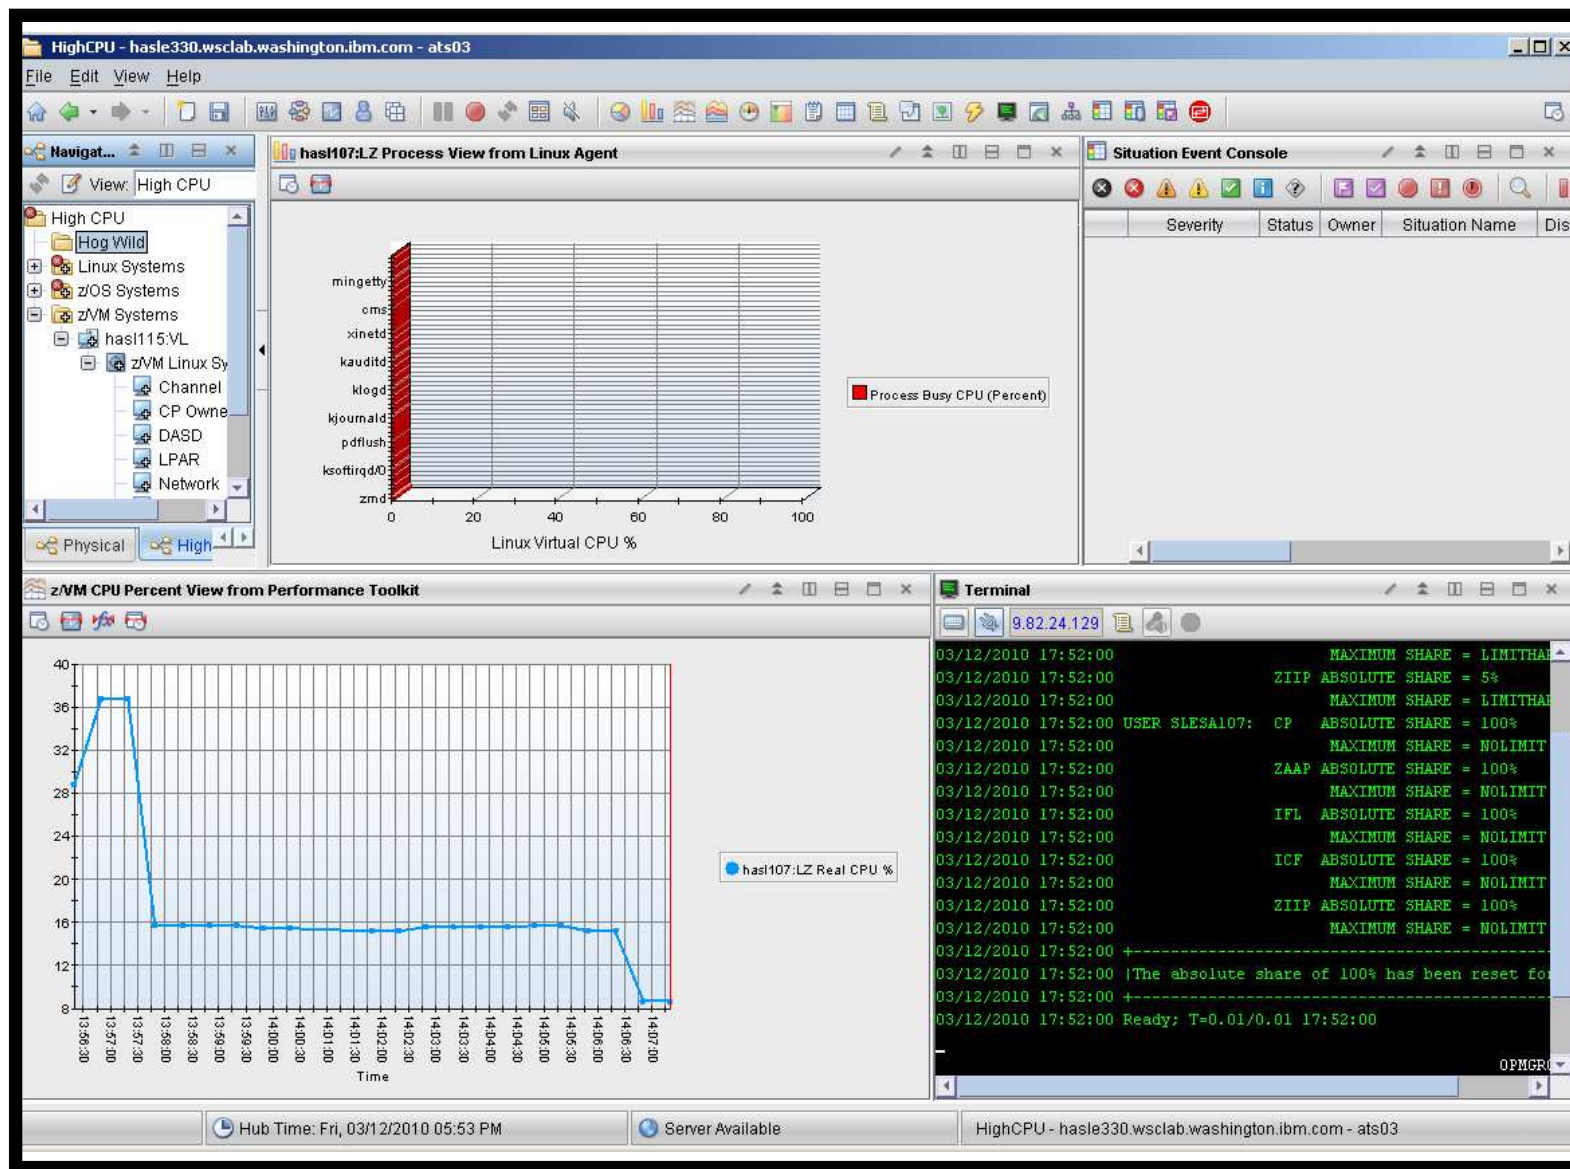 HighCPU - hasle330.wsclab.washington.ibm.com - ats03
File Edit View Help
Navigat...
View: High CPU
High CPU
Hog Wild
Linux Systems
z/OS Systems
z/VM Systems
hasl115:VL
z/VM Linux Sy
Channel
CP Owne
DASD
LPAR
Network
Physical
High
hasl107:LZ Process View from Linux Agent
mingetty
cms
xinetd
kauditd
klogd
kjournald
pdflush
ksoftirqd/0
zmd
0 20 40 60 80 100
Linux Virtual CPU %
Process Busy CPU (Percent)
Situation Event Console
Severity Status Owner Situation Name Dis
z/VM CPU Percent View from Performance Toolkit
40
36
32
28
24
20
16
12
8
13:56:30 13:57:00 13:57:30 13:58:00 13:58:30 13:59:00 13:59:30 14:00:00 14:00:30 14:01:00 14:01:30 14:02:00 14:02:30 14:03:00 14:03:30 14:04:00 14:04:30 14:05:00 14:05:30 14:06:00 14:06:30 14:07:00
Time
hasl107:LZ Real CPU %
Terminal
9.82.24.129
03/12/2010 17:52:00 MAXIMUM SHARE = LIMITHA
03/12/2010 17:52:00 ZIIP ABSOLUTE SHARE = 5%
03/12/2010 17:52:00 MAXIMUM SHARE = LIMITHA
03/12/2010 17:52:00 USER SLESA107: CP ABSOLUTE SHARE = 100%
03/12/2010 17:52:00 MAXIMUM SHARE = NOLIMIT
03/12/2010 17:52:00 ZAAP ABSOLUTE SHARE = 100%
03/12/2010 17:52:00 MAXIMUM SHARE = NOLIMIT
03/12/2010 17:52:00 IFL ABSOLUTE SHARE = 100%
03/12/2010 17:52:00 MAXIMUM SHARE = NOLIMIT
03/12/2010 17:52:00 ICF ABSOLUTE SHARE = 100%
03/12/2010 17:52:00 MAXIMUM SHARE = NOLIMIT
03/12/2010 17:52:00 ZIIP ABSOLUTE SHARE = 100%
03/12/2010 17:52:00 MAXIMUM SHARE = NOLIMIT
03/12/2010 17:52:00 +---------------------------------------------
03/12/2010 17:52:00 |The absolute share of 100% has been reset fo
03/12/2010 17:52:00 +---------------------------------------------
03/12/2010 17:52:00 Ready; T=0.01/0.01 17:52:00
OPMGR
Hub Time: Fri, 03/12/2010 05:53 PM
Server Available
HighCPU - hasle330.wsclab.washington.ibm.com - ats03